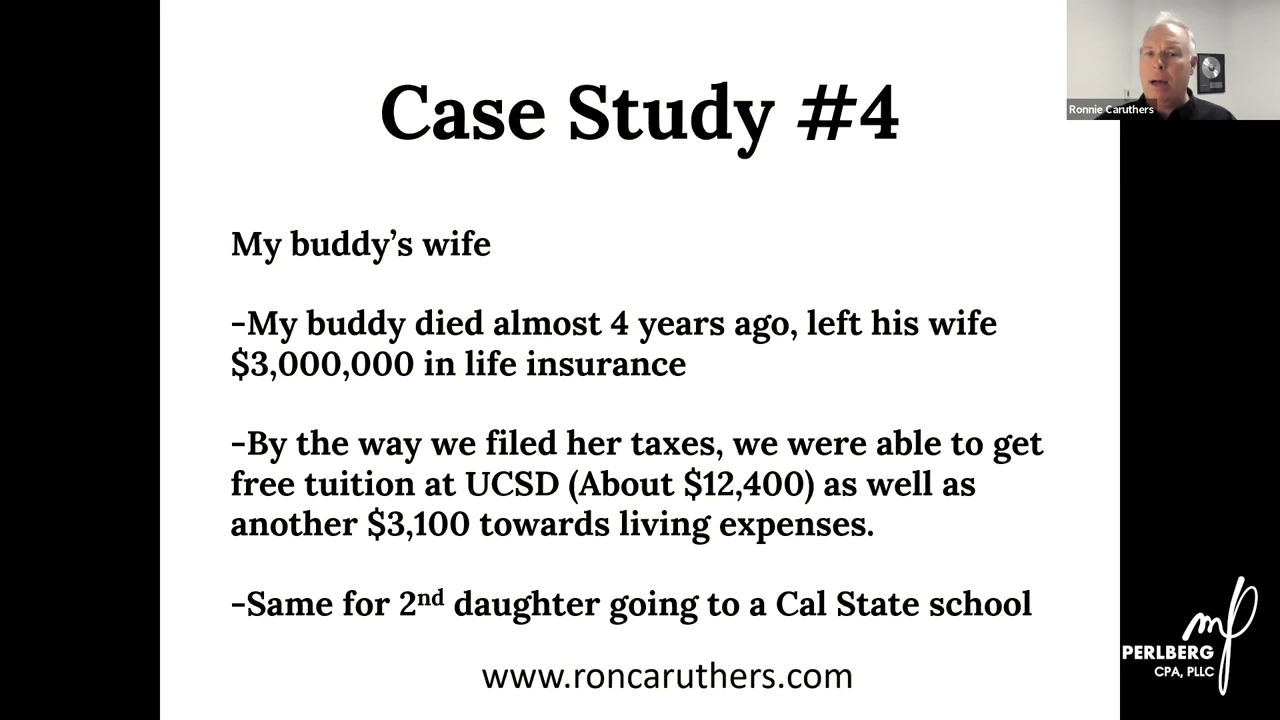 Case Study #4
Ronnie Caruthers
My buddy’s wife
-My buddy died almost 4 years ago, left his wife
$3,000,000 in life insurance
-By the way we filed her taxes, we were able to get
free tuition at UCSD (About $12,400) as well as
another $3,100 towards living expenses.
-Same for 2nd daughter going to a Cal State school
www.roncaruthers.com
mp
PERLBERG
CPA, PLLC